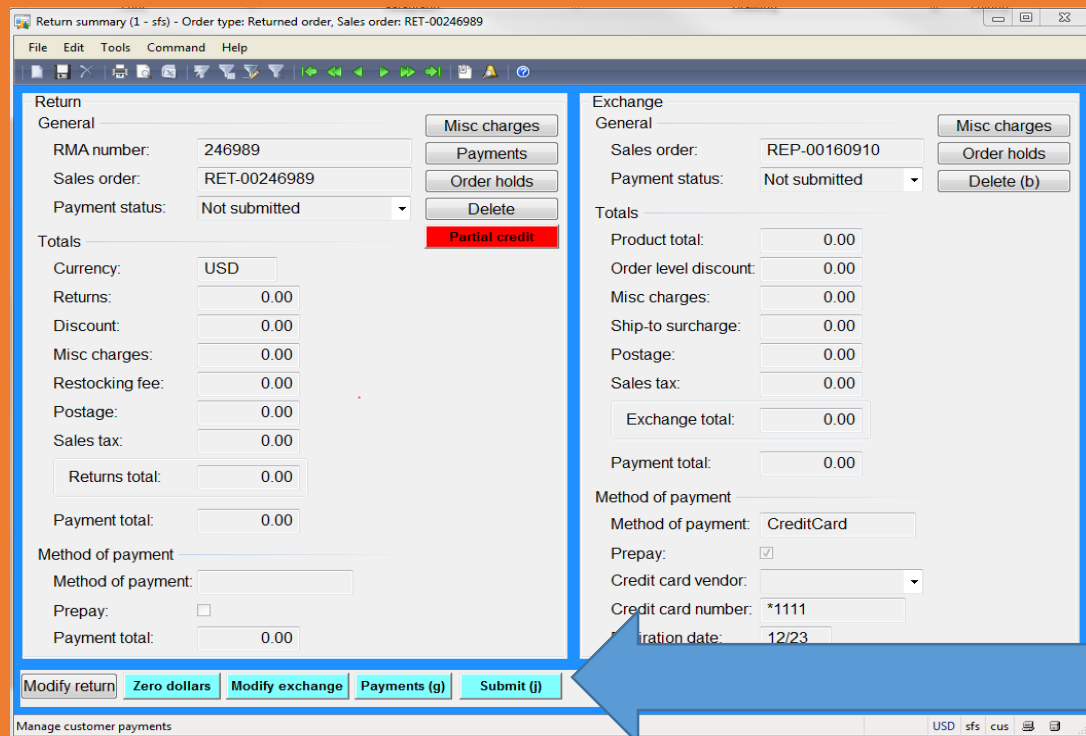 Return summary (1 - sfs) - Order type: Returned order, Sales order: RET-00246989
File Edit Tools Command Help
Return
General
Misc charges
RMA number: 246989
Payments
Sales order: RET-00246989
Order holds
Payment status: Not submitted
Delete
Partial credit
Totals
Currency: USD
Returns: 0.00
Discount: 0.00
Misc charges: 0.00
Restocking fee: 0.00
Postage: 0.00
Sales tax: 0.00
Returns total: 0.00
Payment total: 0.00
Method of payment
Method of payment:
Prepay:
Payment total: 0.00
Exchange
General
Misc charges
Sales order: REP-00160910
Order holds
Payment status: Not submitted
Delete (b)
Totals
Product total: 0.00
Order level discount: 0.00
Misc charges: 0.00
Ship-to surcharge: 0.00
Postage: 0.00
Sales tax: 0.00
Exchange total: 0.00
Payment total: 0.00
Method of payment
Method of payment: CreditCard
Prepay:
Credit card vendor:
Credit card number: *1111
date: 12/23
Modify return Zero dollars Modify exchange Payments (g) Submit (j)
Manage customer payments USD sfs cus